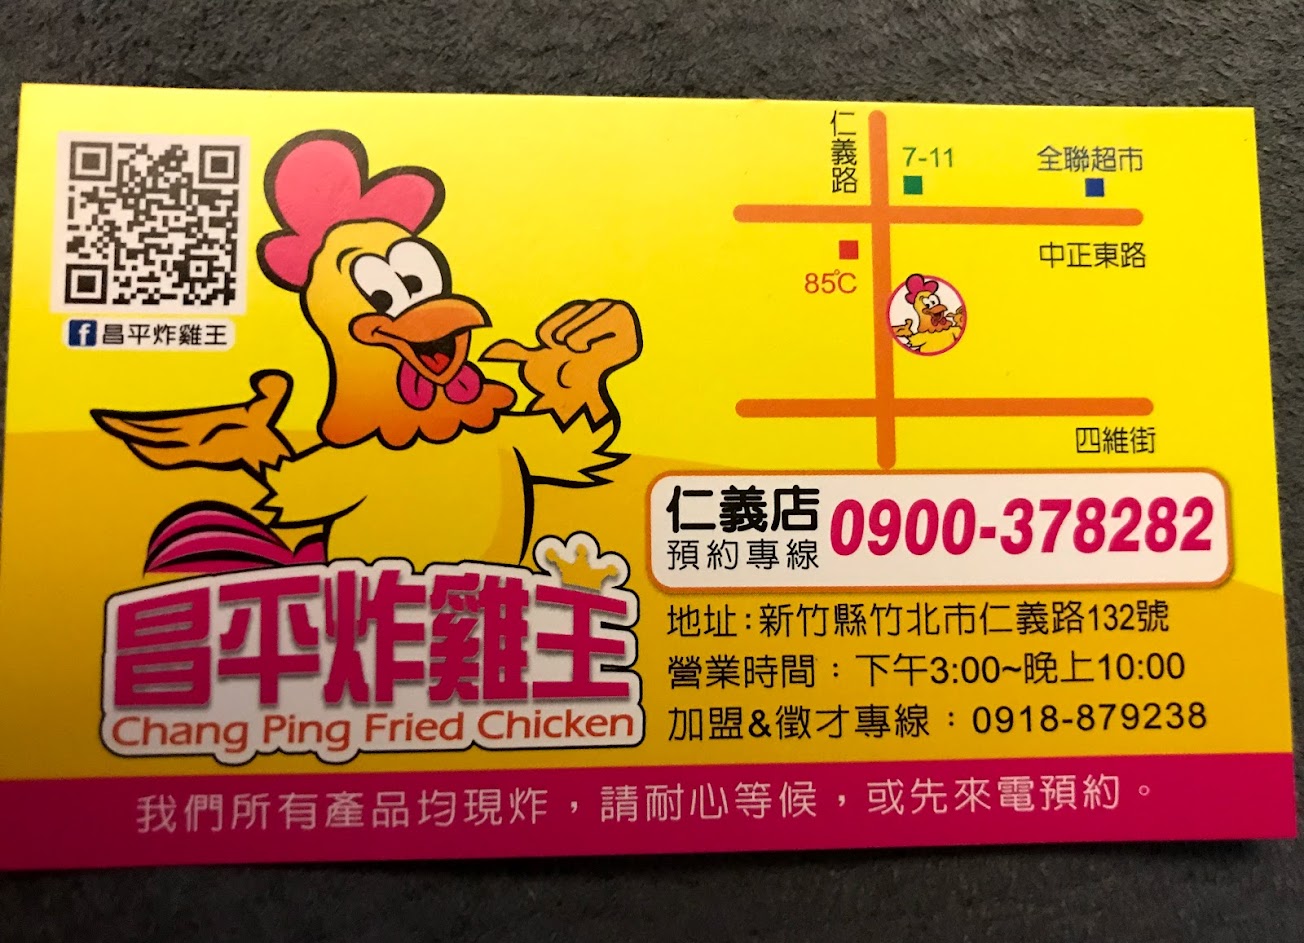 f 昌平炸雞王
仁義路
7-11
全聯超市
中正東路
85℃
四維街
仁義店
預約專線
0900-378282
昌平炸雞王
Chang Ping Fried Chicken
地址:新竹縣竹北市仁義路132號
營業時間：下午3:00~晚上10:00
加盟&徵才專線：0918-879238
我們所有產品均現炸，請耐心等候，或先來電預約。